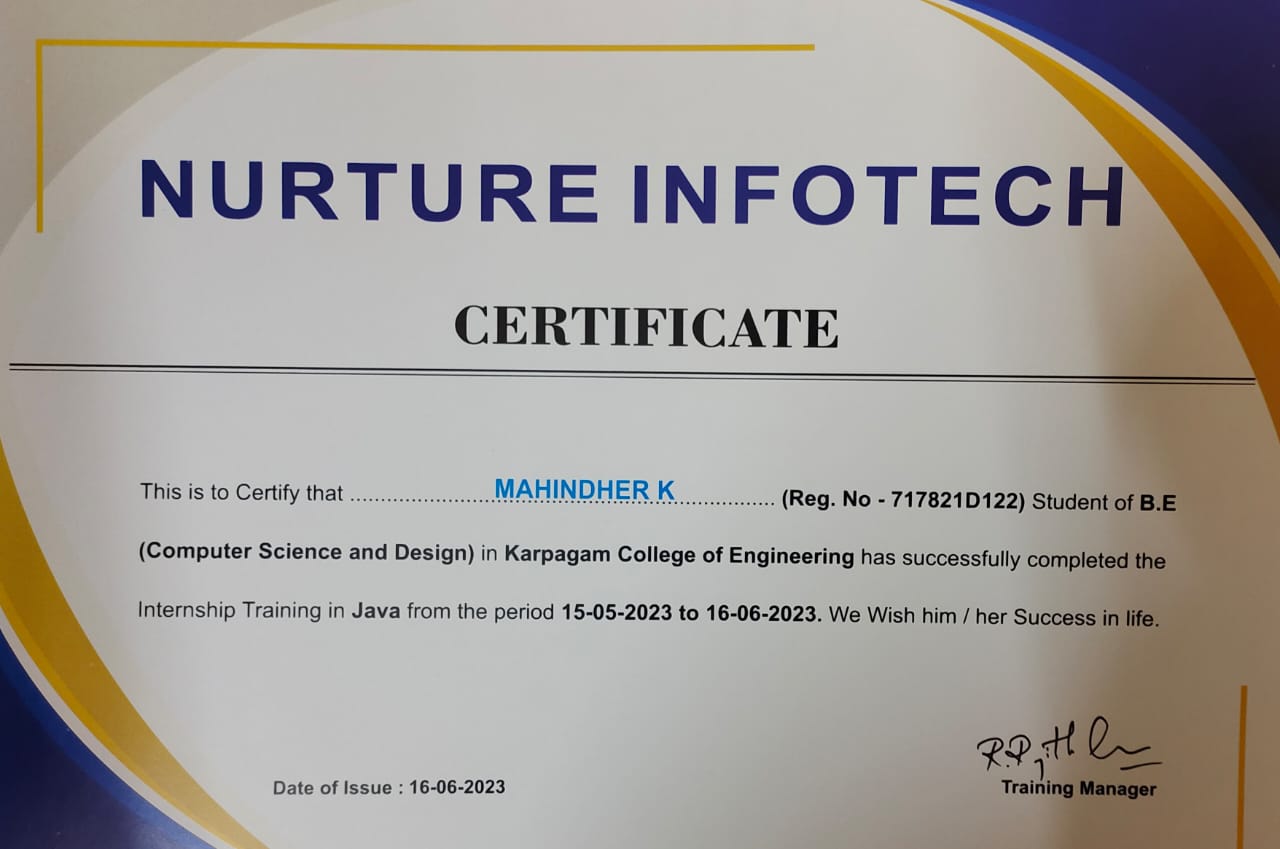 NURTURE INFOTECH
CERTIFICATE
This is to Certify that ........................MAHINDHER K................ (Reg. No - 717821D122) Student of B.E
(Computer Science and Design) in Karpagam College of Engineering has successfully completed the
Internship Training in Java from the period 15-05-2023 to 16-06-2023. We Wish him / her Success in life.
Date of Issue : 16-06-2023
Training Manager